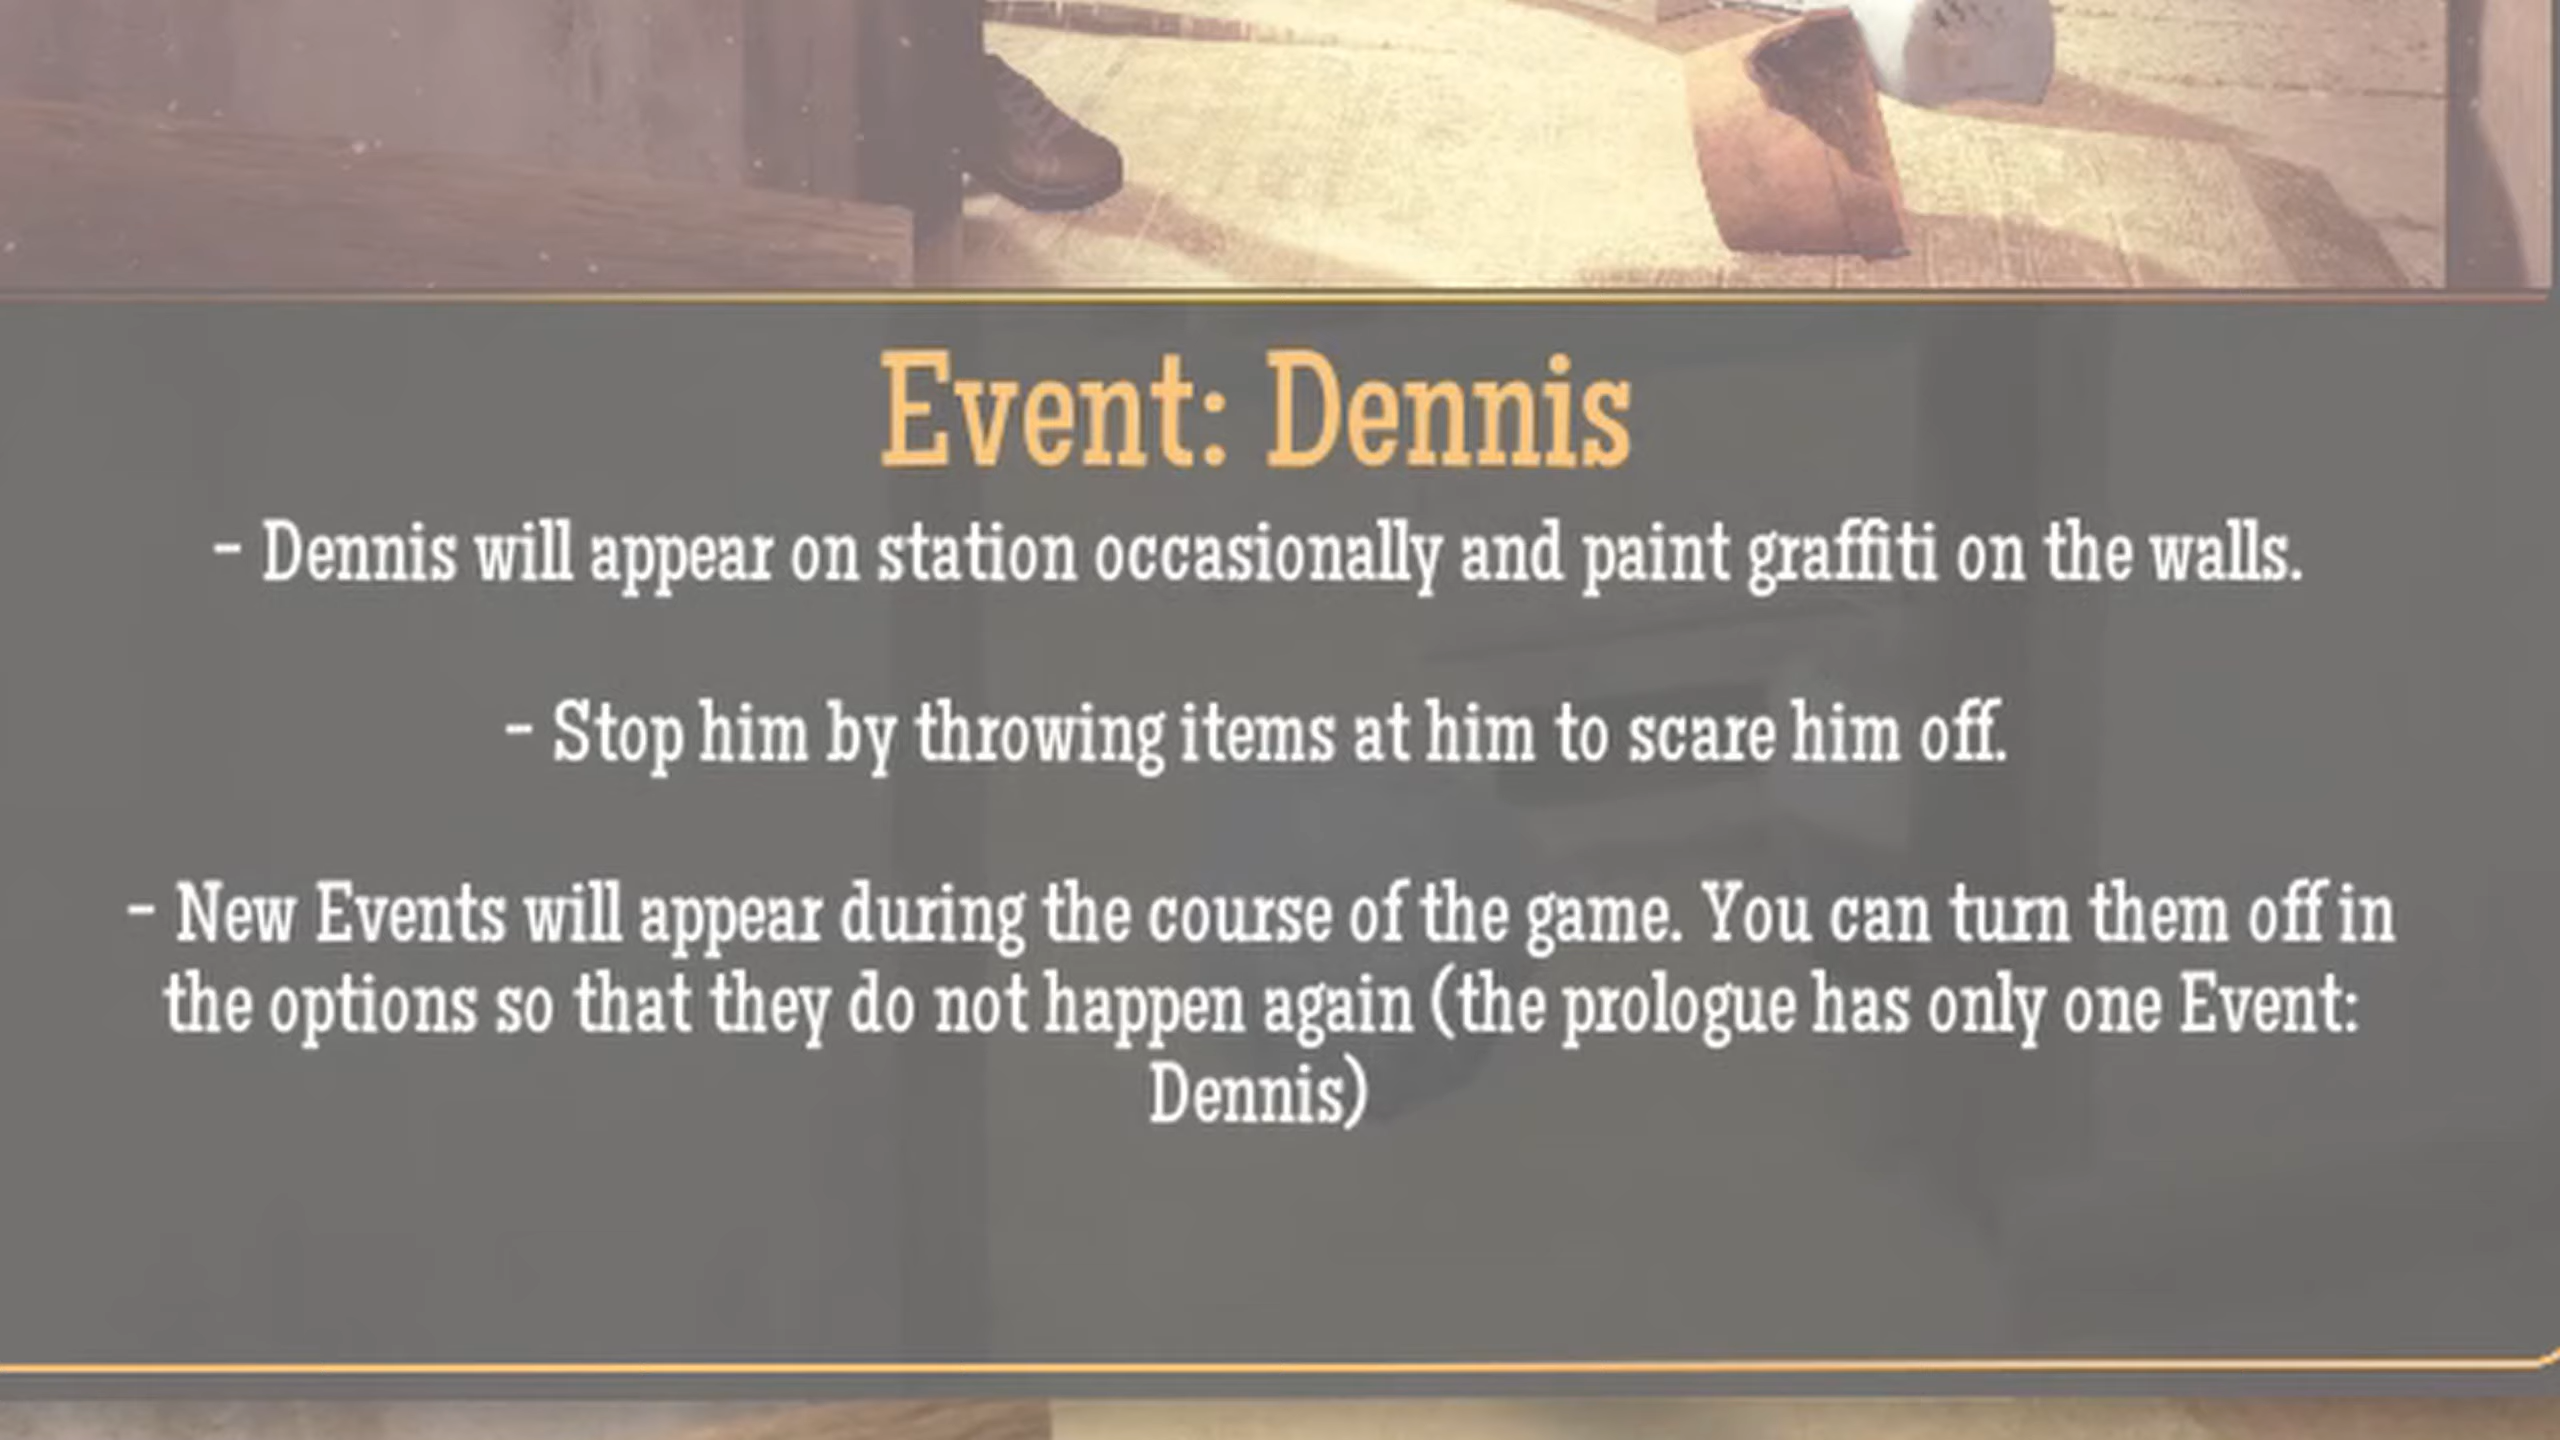 Event: Dennis
- Dennis will appear on station occasionally and paint graffiti on the walls.
- Stop him by throwing items at him to scare him off.
- New Events will appear during the course of the game. You can turn them off in
the options so that they do not happen again (the prologue has only one Event:
Dennis)